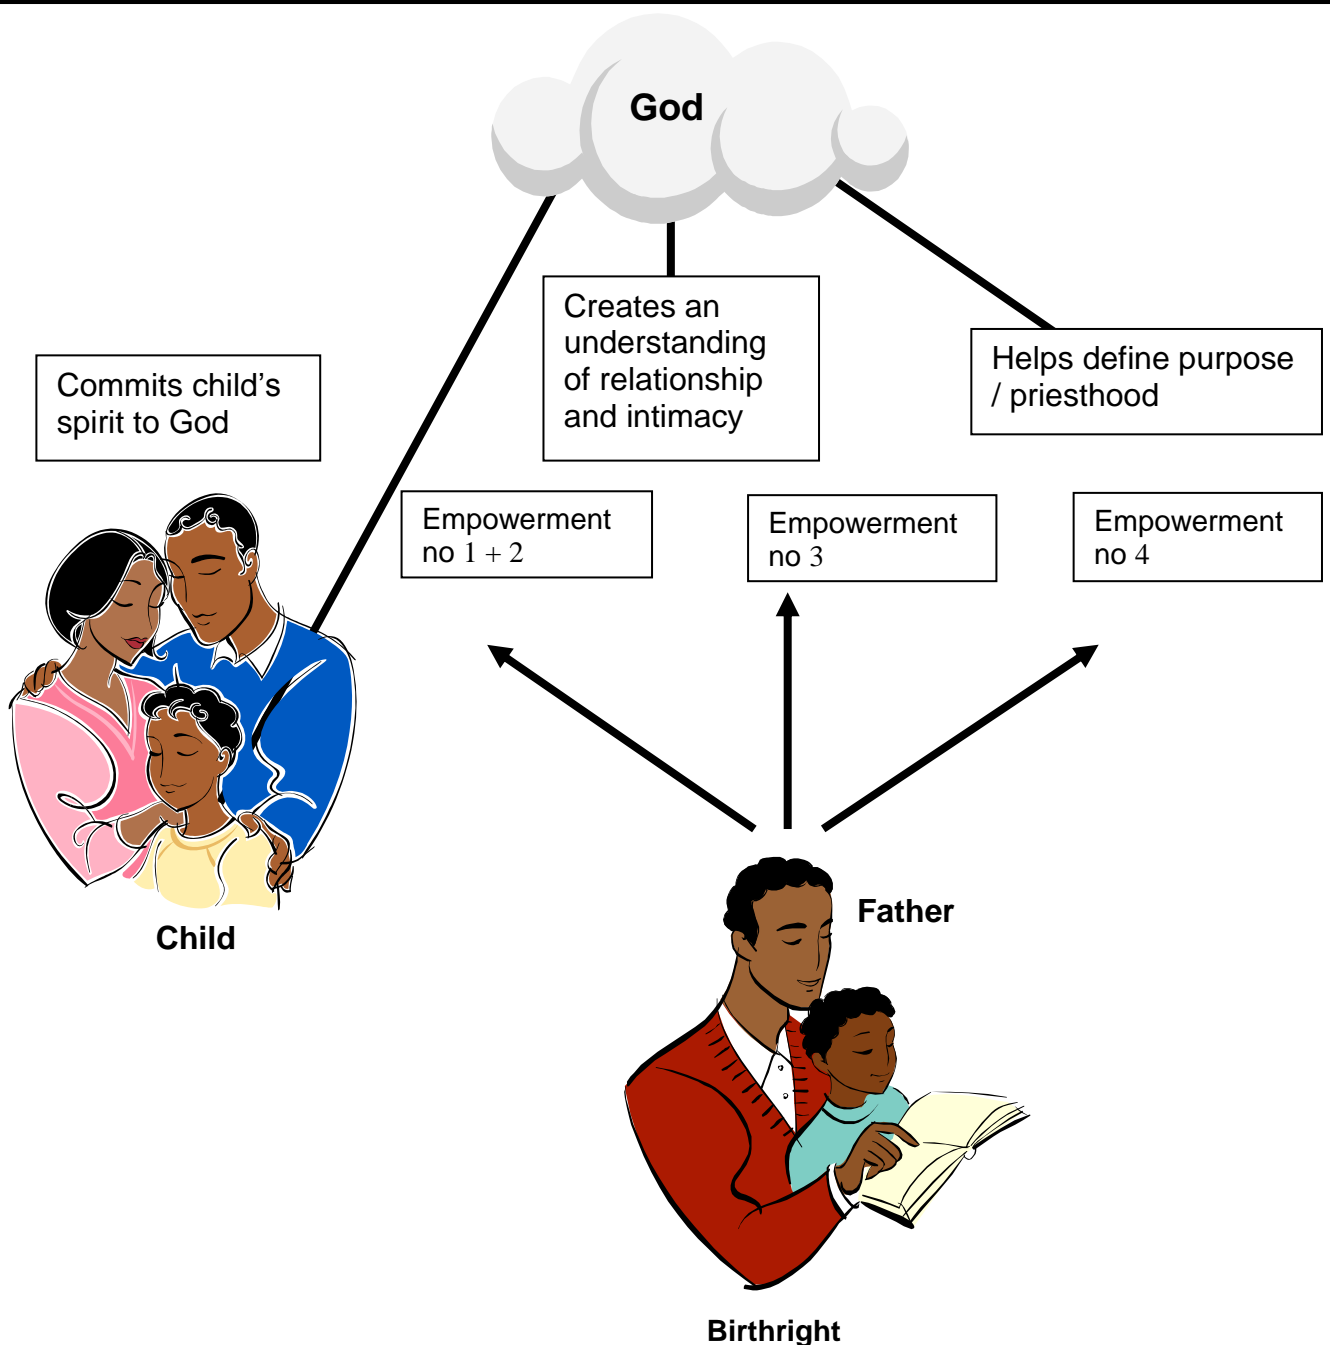 God
Creates an
understanding
of relationship
and intimacy
Helps define purpose
/ priesthood
Commits child’s
spirit to God
Empowerment
no 1 + 2
Empowerment
no 3
Empowerment
no 4
Father
Child
Birthright